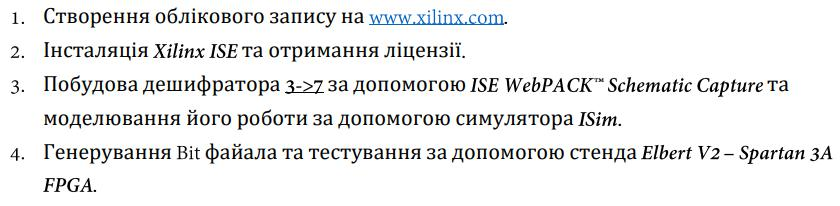 1. Створення облікового запису на www.xilinx.com.
2. Інсталяція Xilinx ISE та отримання ліцензії.
3. Побудова дешифратора 3->7 за допомогою ISE WebPACK™ Schematic Capture та
моделювання його роботи за допомогою симулятора ISim.
4. Генерування Bit файала та тестування за допомогою стенда Elbert V2 – Spartan 3A
FPGA.